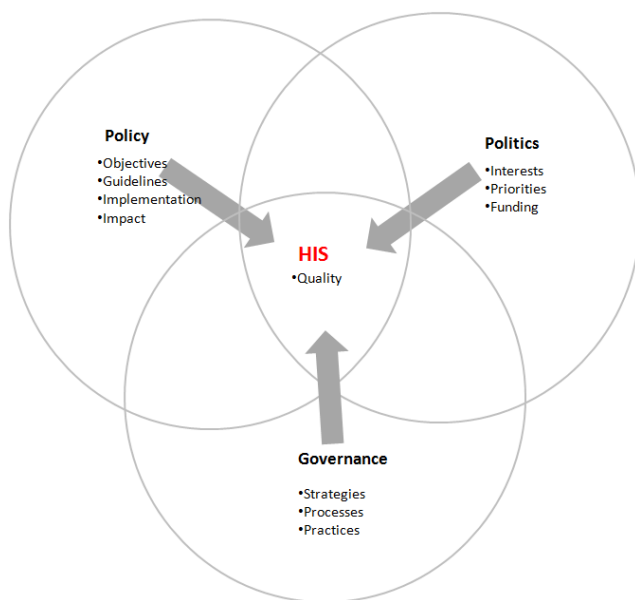 Policy
•Objectives
•Guidelines
•Implementation
•Impact
Politics
•Interests
•Priorities
•Funding
HIS
•Quality
Governance
•Strategies
•Processes
•Practices